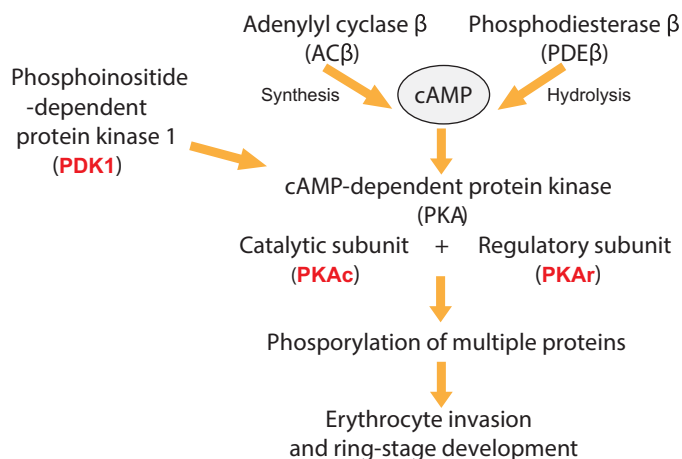 Adenylyl cyclase β
(ACβ)
Phosphodiesterase β
(PDEβ)
Phosphoinositide
-dependent
protein kinase 1
(PDK1)
Synthesis
cAMP
Hydrolysis
cAMP-dependent protein kinase
(PKA)
Catalytic subunit + Regulatory subunit
(PKAc) (PKAr)
Phosporylation of multiple proteins
Erythrocyte invasion
and ring-stage development